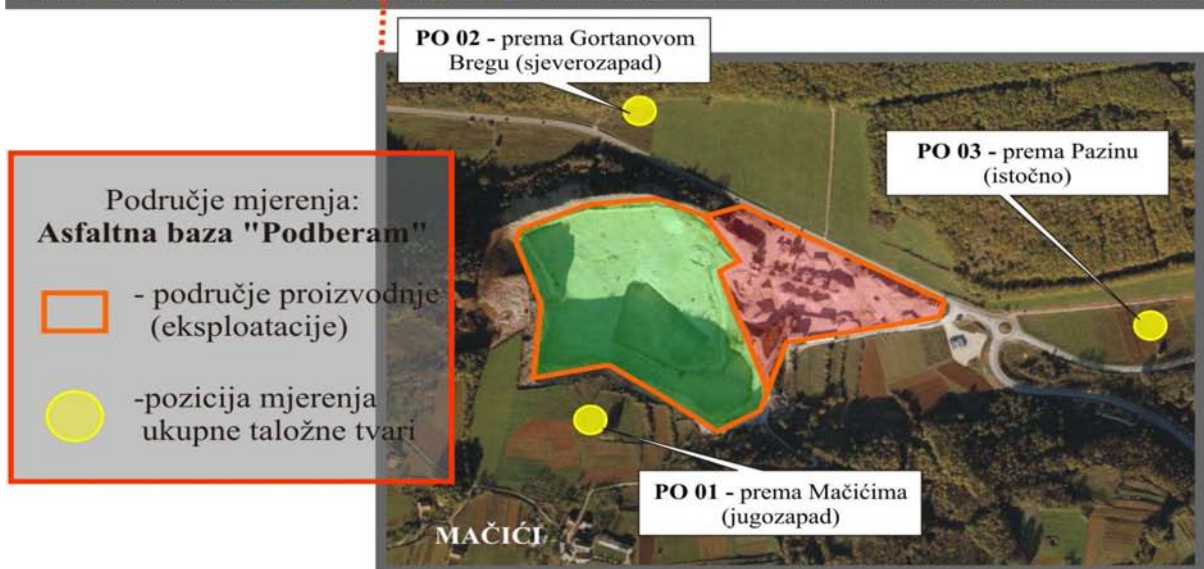 PO 02 - prema Gortanovom
Bregu (sjeverozapad)
PO 03 - prema Pazinu
(istočno)
Područje mjerenja:
Asfaltna baza "Podberam"
- područje proizvodnje
(eksploatacije)
-pozicija mjerenja
ukupne taložne tvari
PO 01 - prema Mačićima
(jugozapad)
MAČIĆI